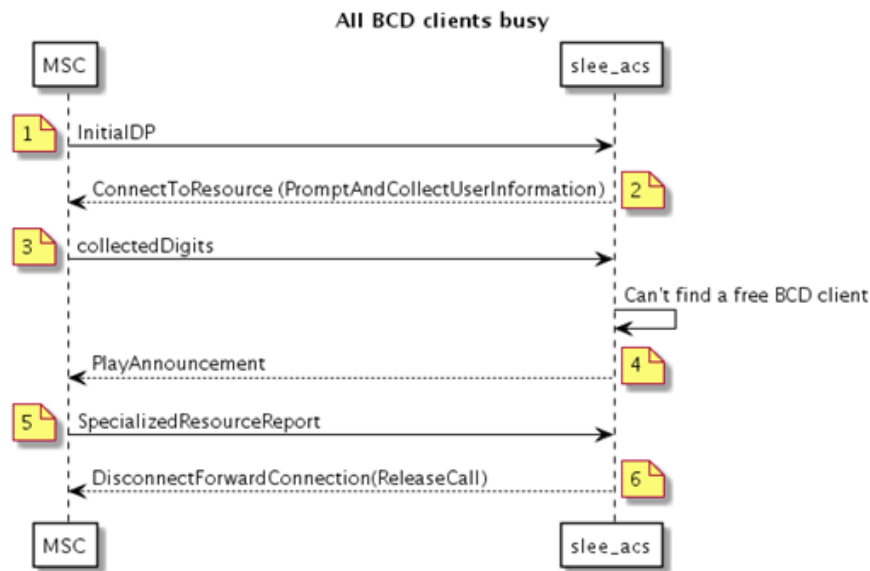 All BCD clients busy
MSC slee_acs
1 InitialDP
ConnectToResource (PromptAndCollectUserInformation) 2
3 collectedDigits
Can't find a free BCD client
PlayAnnouncement 4
5 SpecializedResourceReport
DisconnectForwardConnection(ReleaseCall) 6
MSC slee_acs